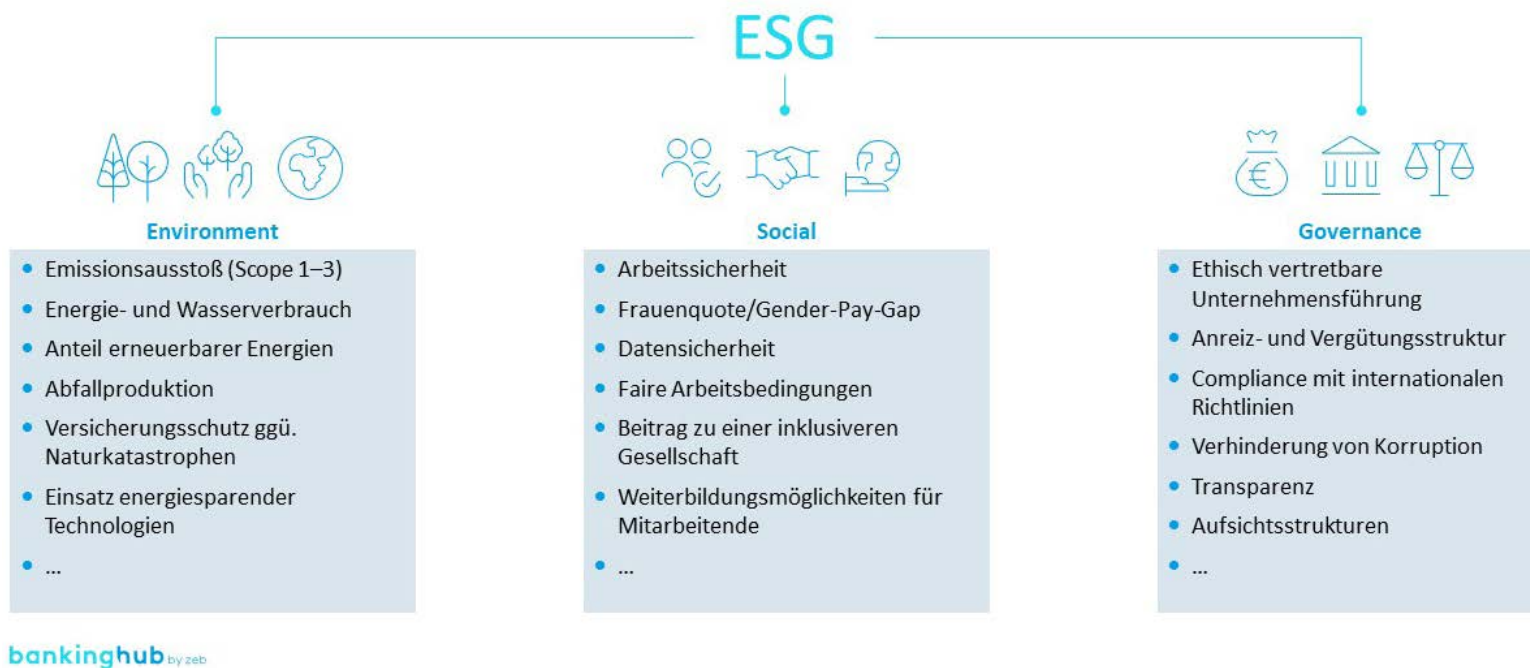 ESG
Environment
• Emissionsausstoß (Scope 1–3)
• Energie- und Wasserverbrauch
• Anteil erneuerbarer Energien
• Abfallproduktion
• Versicherungsschutz ggü.
Naturkatastrophen
• Einsatz energiesparender
Technologien
• ...
Social
• Arbeitssicherheit
• Frauenquote/Gender-Pay-Gap
• Datensicherheit
• Faire Arbeitsbedingungen
• Beitrag zu einer inklusiveren
Gesellschaft
• Weiterbildungsmöglichkeiten für
Mitarbeitende
• ...
Governance
• Ethisch vertretbare
Unternehmensführung
• Anreiz- und Vergütungsstruktur
• Compliance mit internationalen
Richtlinien
• Verhinderung von Korruption
• Transparenz
• Aufsichtsstrukturen
• ...
€
bankinghub by zeb